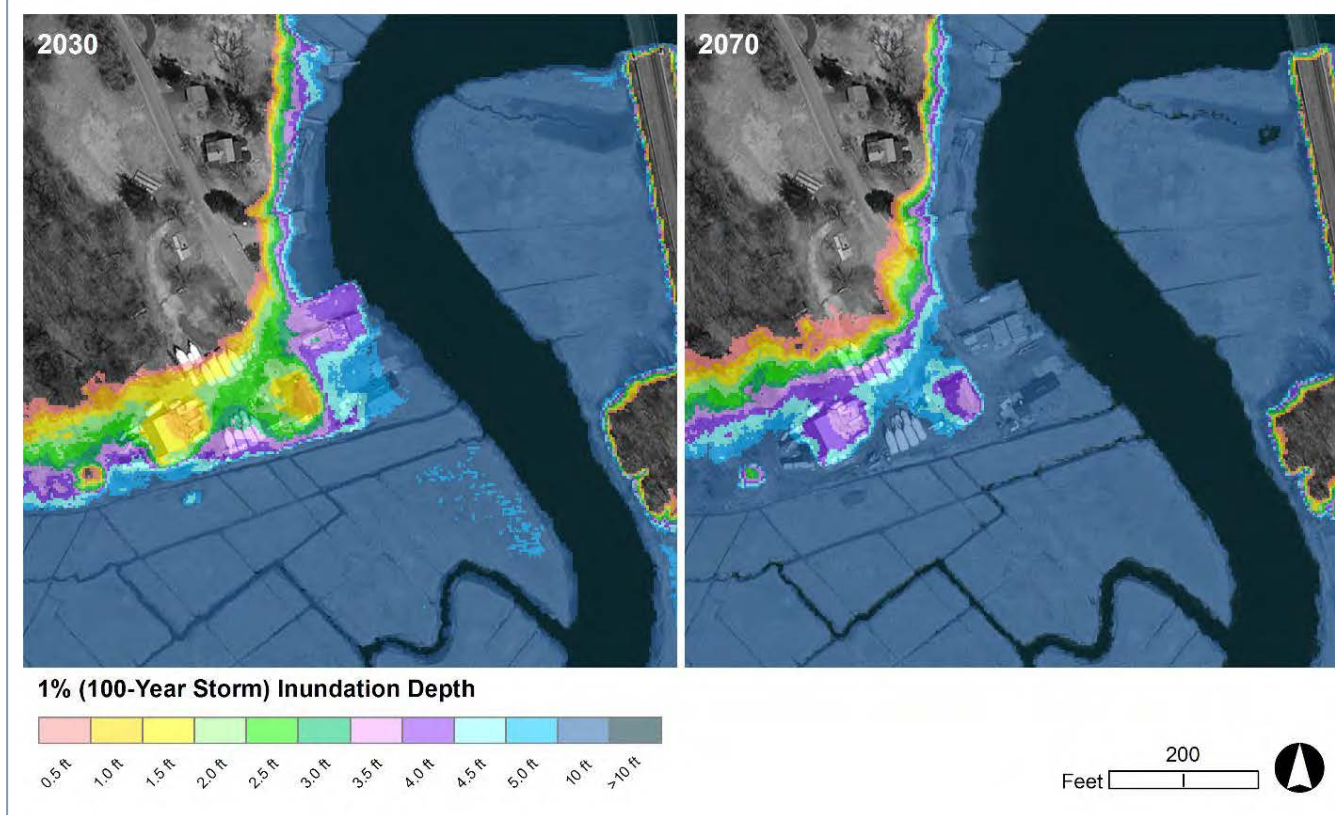 2030
2070
1% (100-Year Storm) Inundation Depth
0.5 ft 1.0 ft 1.5 ft 2.0 ft 2.5 ft 3.0 ft 3.5 ft 4.0 ft 4.5 ft 5.0 ft 10 ft >10 ft
200
Feet